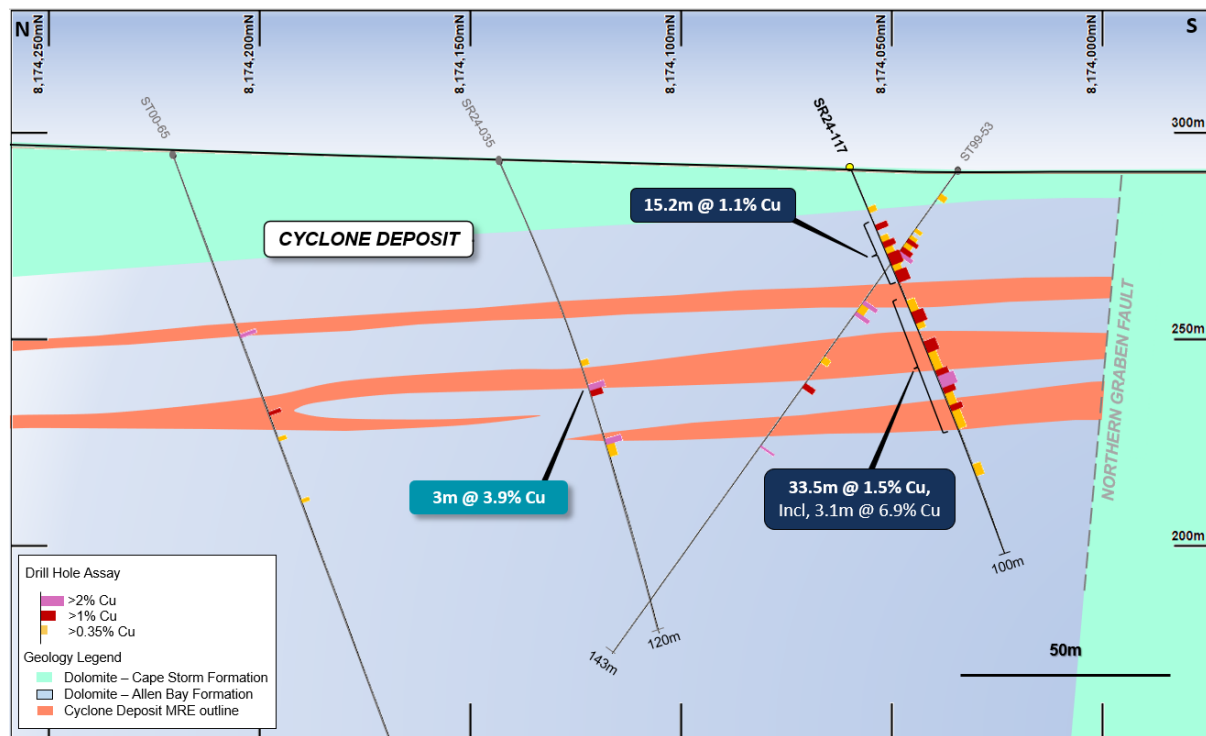 N
S
8,174,250mN
8,174,200mN
8,174,150mN
8,174,100mN
8,174,050mN
8,174,000mN
ST00-65
SR24-035
SR24-117
ST99-53
300m
15.2m @ 1.1% Cu
CYCLONE DEPOSIT
250m
NORTHERN GRABEN FAULT
3m @ 3.9% Cu
33.5m @ 1.5% Cu,
Incl, 3.1m @ 6.9% Cu
200m
100m
120m
143m
50m
Drill Hole Assay
>2% Cu
>1% Cu
>0.35% Cu
Geology Legend
Dolomite – Cape Storm Formation
Dolomite – Allen Bay Formation
Cyclone Deposit MRE outline